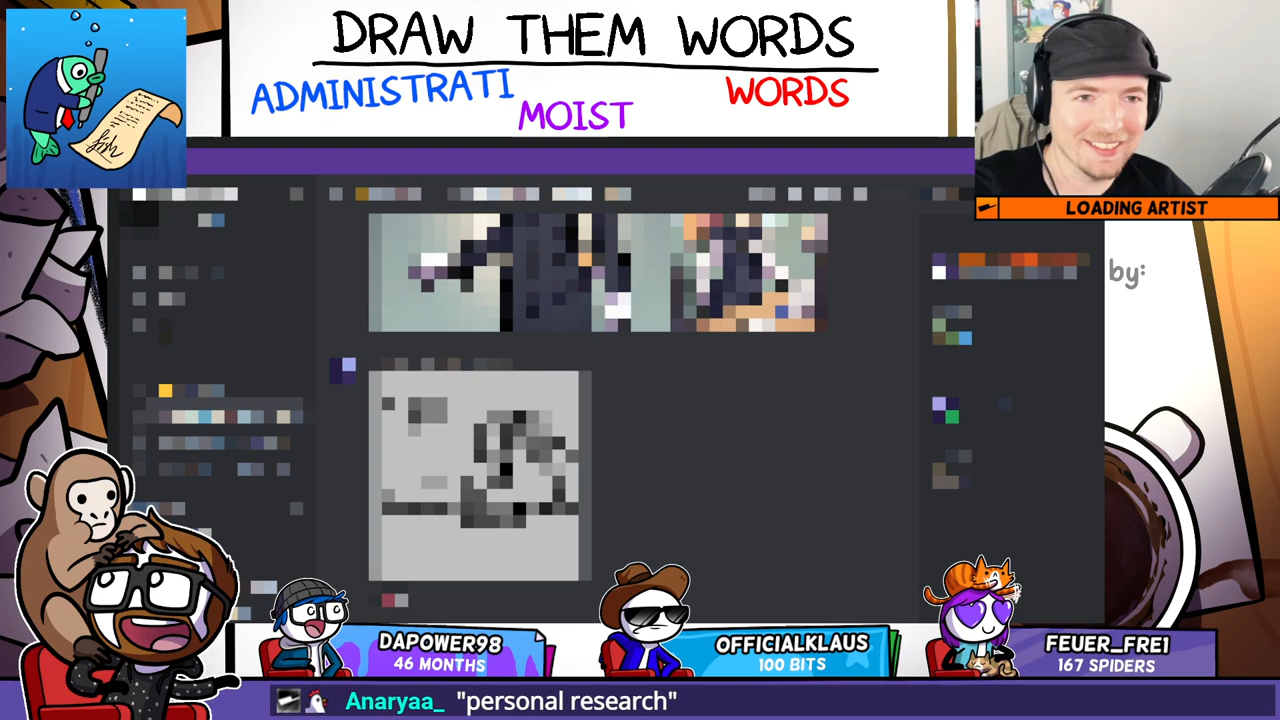 DRAW THEM WORDS
ADMINISTRATI
WORDS
MOIST
LOADING ARTIST
by:
DAPOWER98
46 MONTHS
OFFICIALKLAUS
100 BITS
FEUER_FRE1
167 SPIDERS
Anaryaa_ "personal research"